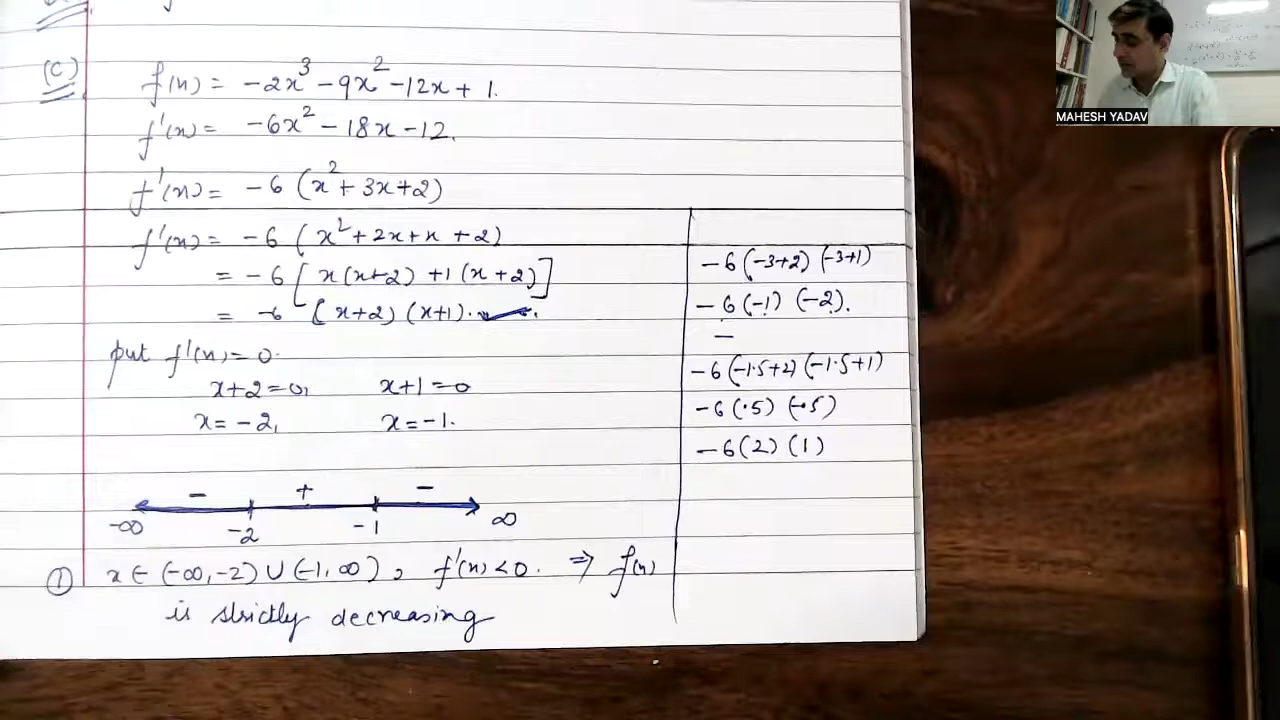 (C) f(x) = -2x³ - 9x² - 12x + 1.
f'(x) = -6x² - 18x - 12.
f'(x) = -6 (x² + 3x + 2)
f'(x) = -6 (x² + 2x + x + 2)
= -6 [x(x+2) + 1(x+2)]
= -6 [(x+2) (x+1).
put f'(x) = 0.
x+2 = 0, x+1 = 0
x = -2, x = -1.
- + -
-∞ -2 -1 ∞
① x ∈ (-∞, -2) ∪ (-1, ∞), f'(x) < 0. ⇒ f(x)
is strictly decreasing
-6 (-3+2) (-3+1)
-6 (-1) (-2).
-
-6 (-1.5+2) (-1.5+1)
-6 (.5) (-.5)
-6 (2) (1)
MAHESH YADAV